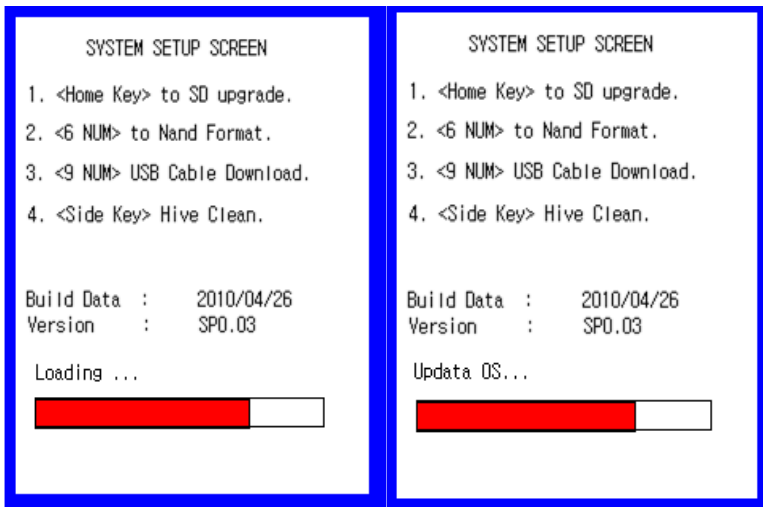 SYSTEM SETUP SCREEN
1. <Home Key> to SD upgrade.
2. <6 NUM> to Nand Format.
3. <9 NUM> USB Cable Download.
4. <Side Key> Hive Clean.
Build Data : 2010/04/26
Version : SP0.03
Loading ...
SYSTEM SETUP SCREEN
1. <Home Key> to SD upgrade.
2. <6 NUM> to Nand Format.
3. <9 NUM> USB Cable Download.
4. <Side Key> Hive Clean.
Build Data : 2010/04/26
Version : SP0.03
Updata OS...